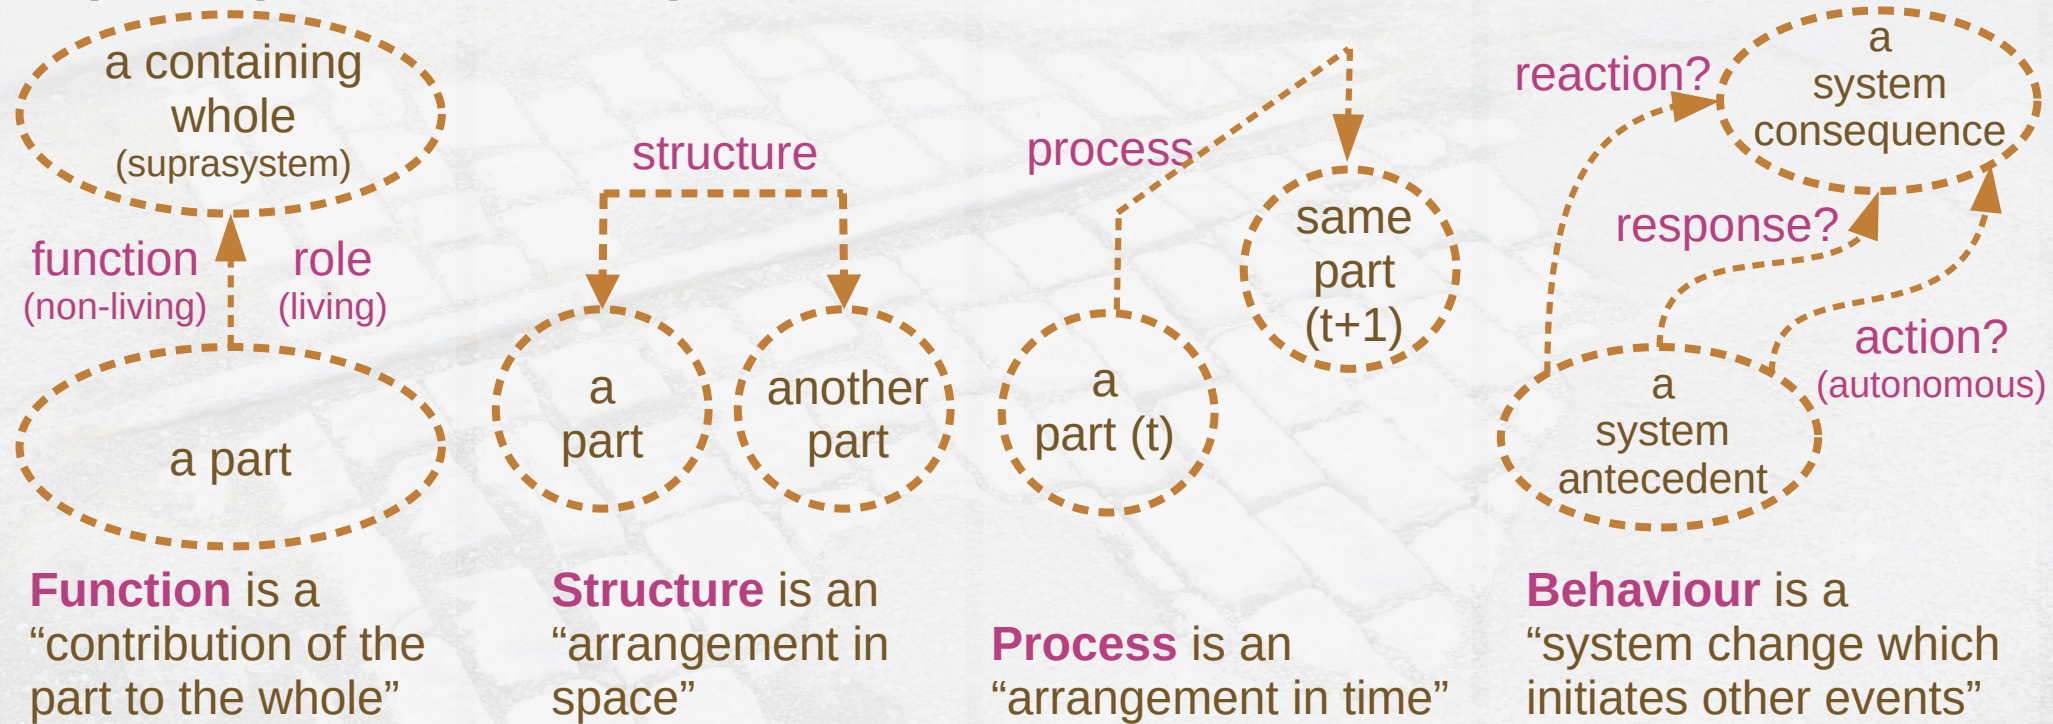 a containing
whole
(suprasystem)
function
(non-living)
role
(living)
a part
Function is a
“contribution of the
part to the whole”
structure
a
part
another
part
Structure is an
“arrangement in
space”
process
same
part
(t+1)
a
part (t)
Process is an
“arrangement in time”
reaction?
a
system
consequence
response?
action?
(autonomous)
a
system
antecedent
Behaviour is a
“system change which
initiates other events”